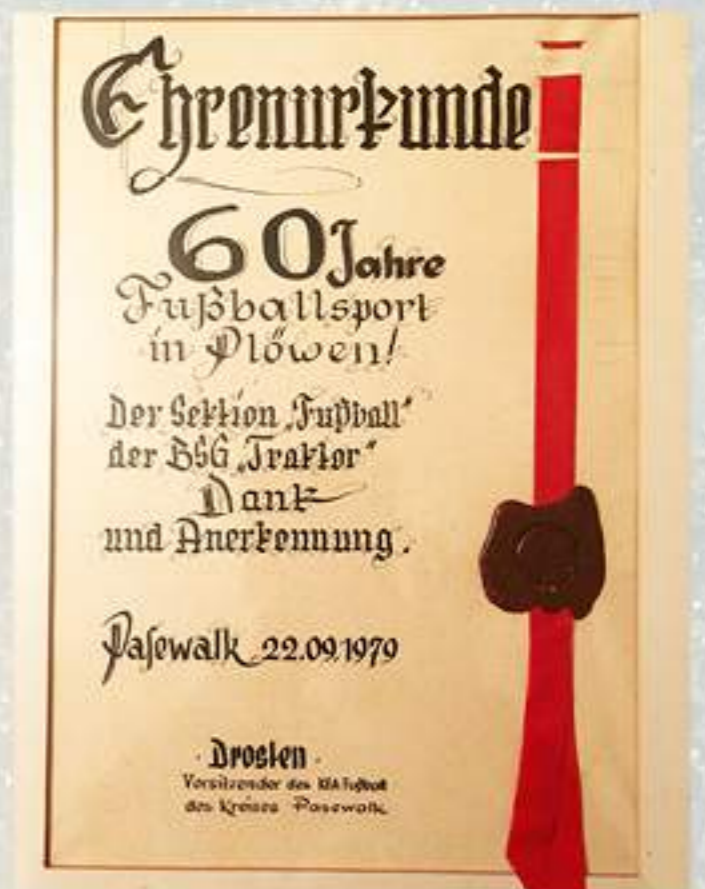 Ehrenurkunde
60 Jahre
Fußballsport
in Plöwen!
Der Sektion „Fußball“
der BSG „Traktor“
Dank
und Anerkennung.
Pasewalk 22.09.1979
· Drosten ·
Vorsitzender des KFA Fußball
des Kreises Pasewalk